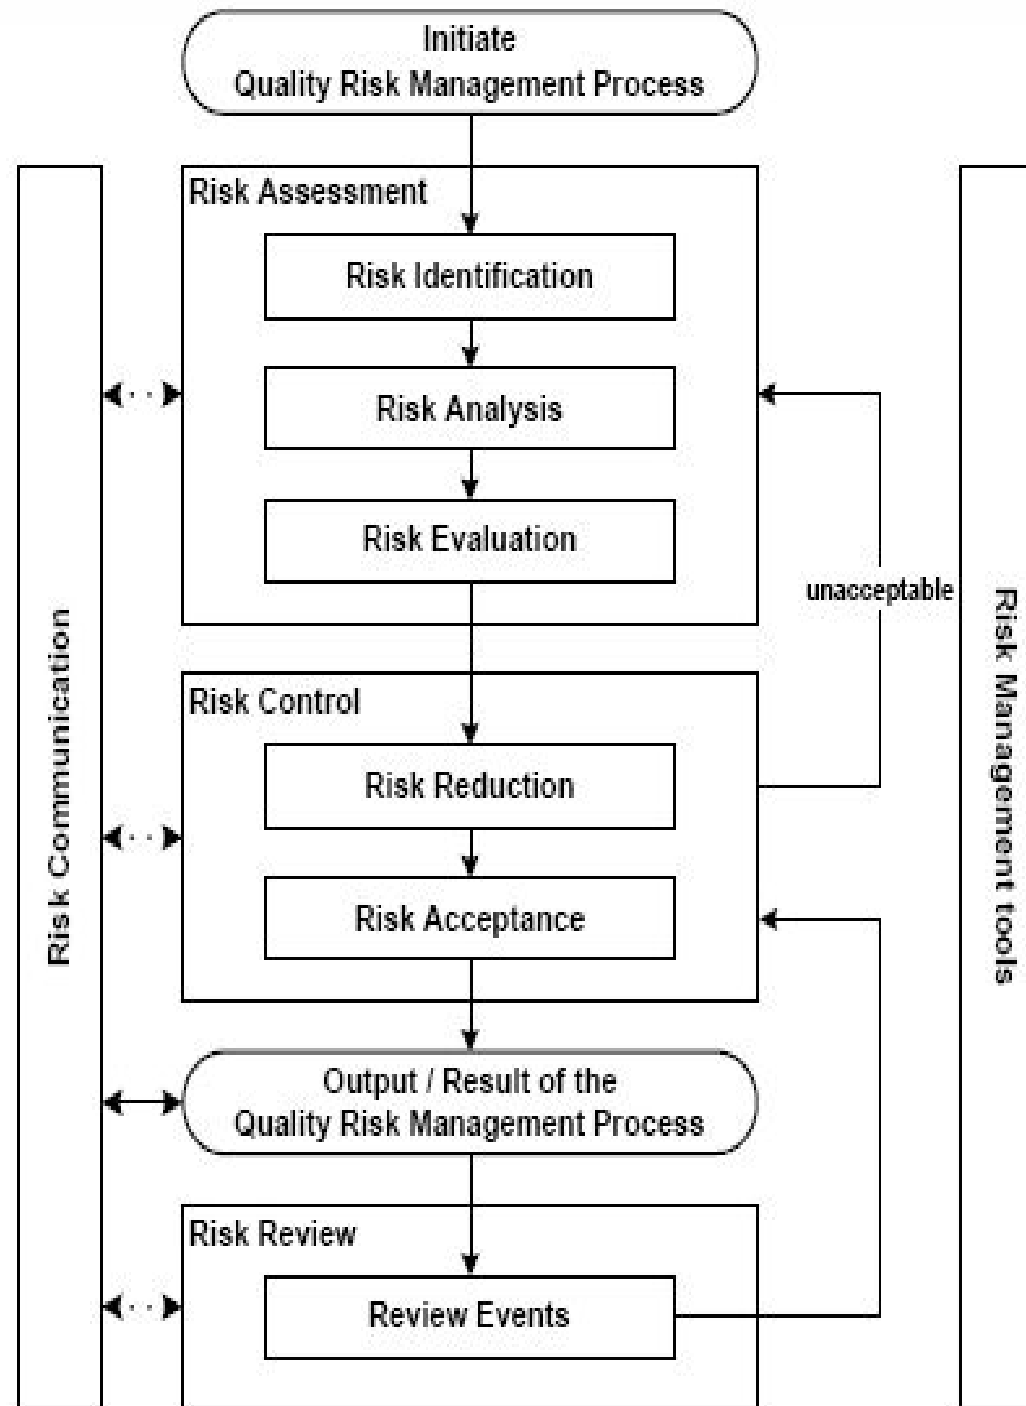 Initiate
Quality Risk Management Process
Risk Assessment
Risk Identification
Risk Analysis
Risk Evaluation
unacceptable
Risk Control
Risk Reduction
Risk Acceptance
Output / Result of the
Quality Risk Management Process
Risk Review
Review Events
Risk Communication
Risk Management tools